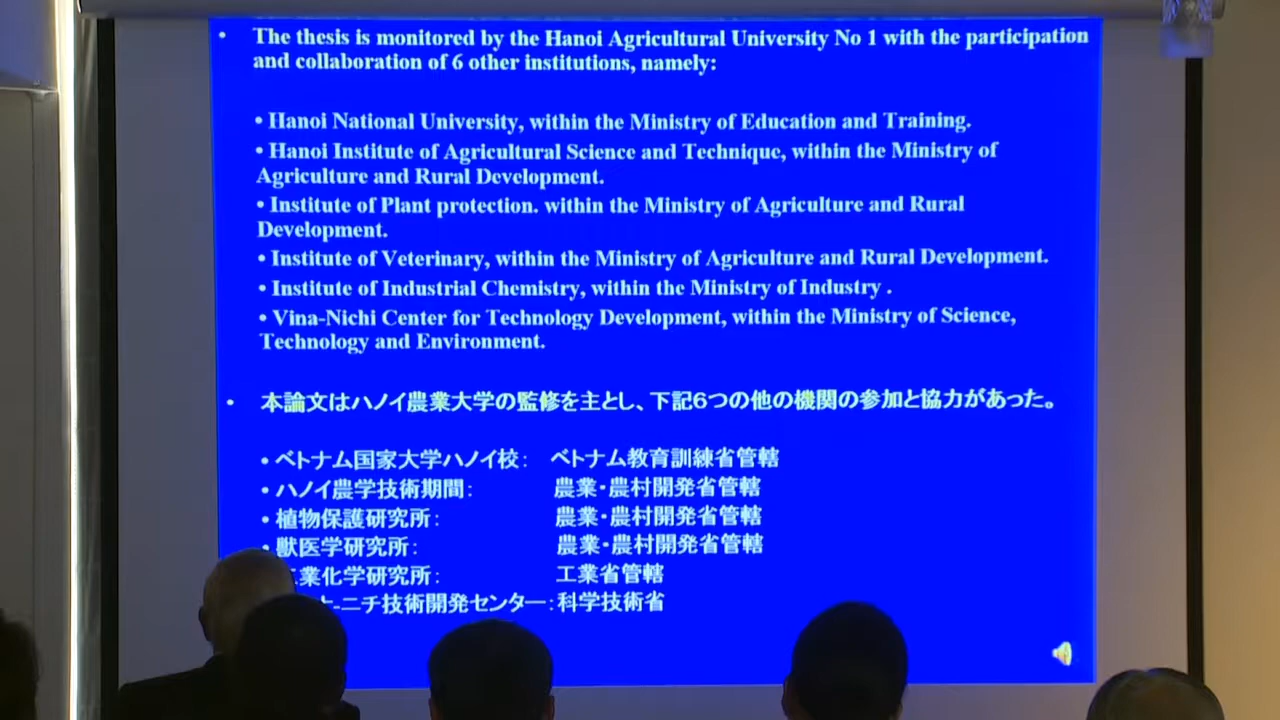 • The thesis is monitored by the Hanoi Agricultural University No 1 with the participation
and collaboration of 6 other institutions, namely:
• Hanoi National University, within the Ministry of Education and Training.
• Hanoi Institute of Agricultural Science and Technique, within the Ministry of
Agriculture and Rural Development.
• Institute of Plant protection. within the Ministry of Agriculture and Rural
Development.
• Institute of Veterinary, within the Ministry of Agriculture and Rural Development.
• Institute of Industrial Chemistry, within the Ministry of Industry .
• Vina-Nichi Center for Technology Development, within the Ministry of Science,
Technology and Environment.
• 本論文はハノイ農業大学の監修を主とし、下記6つの他の機関の参加と協力があった。
• ベトナム国家大学ハノイ校： ベトナム教育訓練省管轄
• ハノイ農学技術期間： 農業・農村開発省管轄
• 植物保護研究所： 農業・農村開発省管轄
• 獣医学研究所： 農業・農村開発省管轄
業化学研究所： 工業省管轄
ニチ技術開発センター：科学技術省